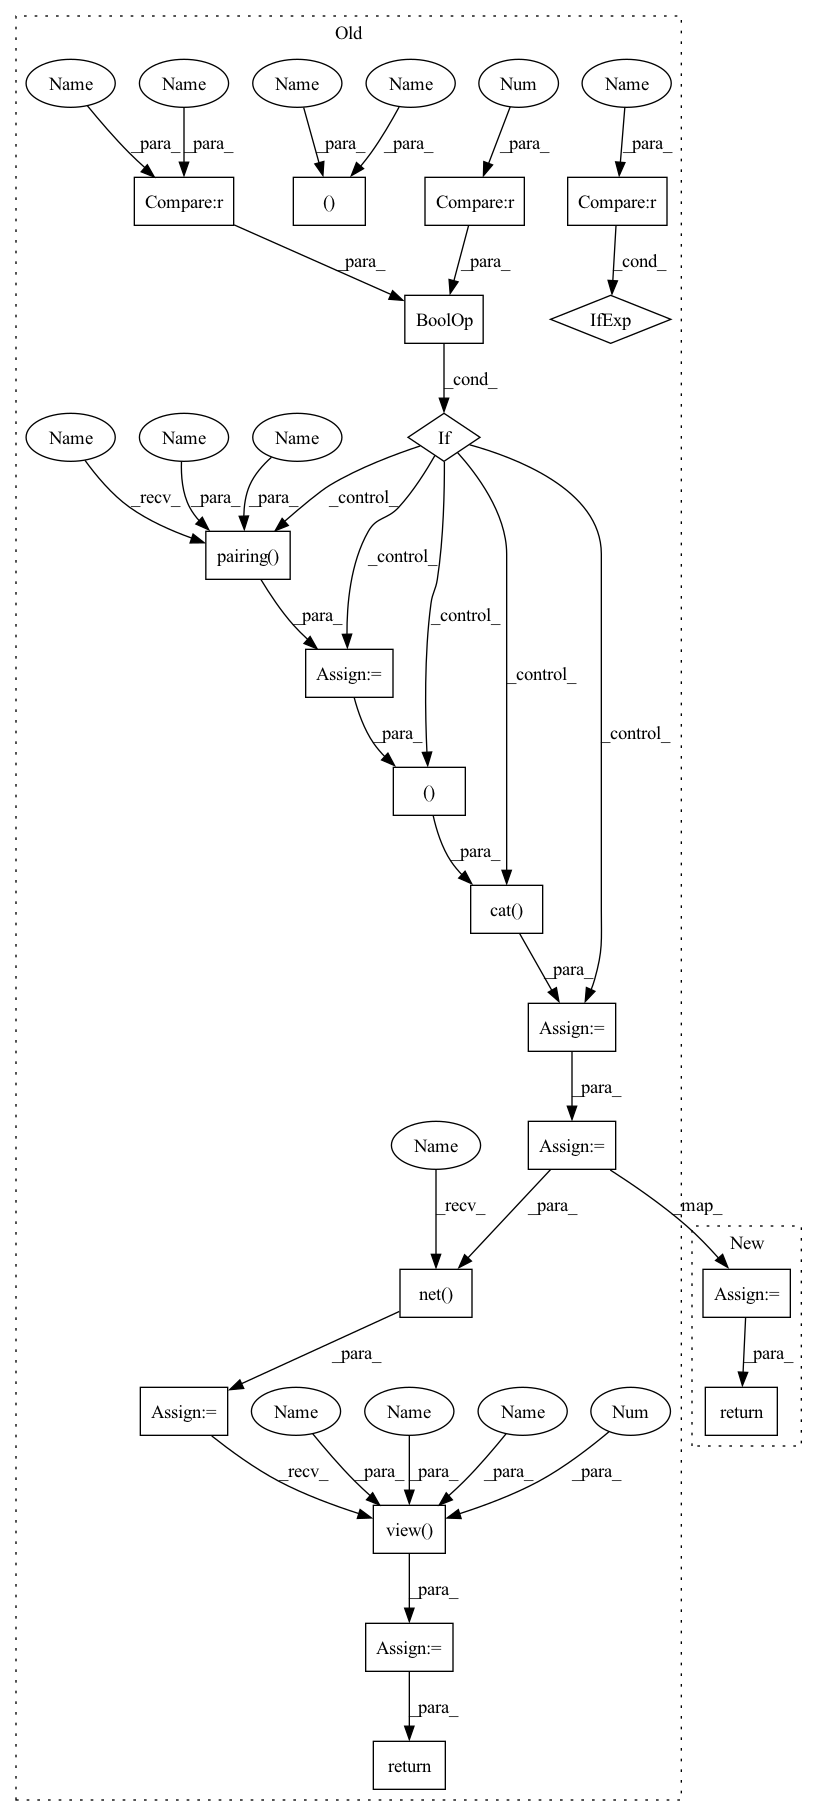 Old
Name Name Name Name Num Name
_para_ _para_ _para_ _para_ _para_ _para_
Compare:r () Compare:r Compare:r
_para_ _para_ _cond_
BoolOp IfExp
_cond_
Name Name Name If
_recv_ _para_ _para_ _control_
pairing() _control_
_para_ _control_
Assign:= _control_
_para_ _control_
()
_para_
cat()
_para_
Assign:=
_para_
Name Assign:=
_recv_ _para_ _map_
New
net() Assign:=
_para_ _para_
Assign:= Name Name Name Num return
_recv_ _para_ _para_ _para_ _para_
view()
_para_
Assign:=
_para_
return